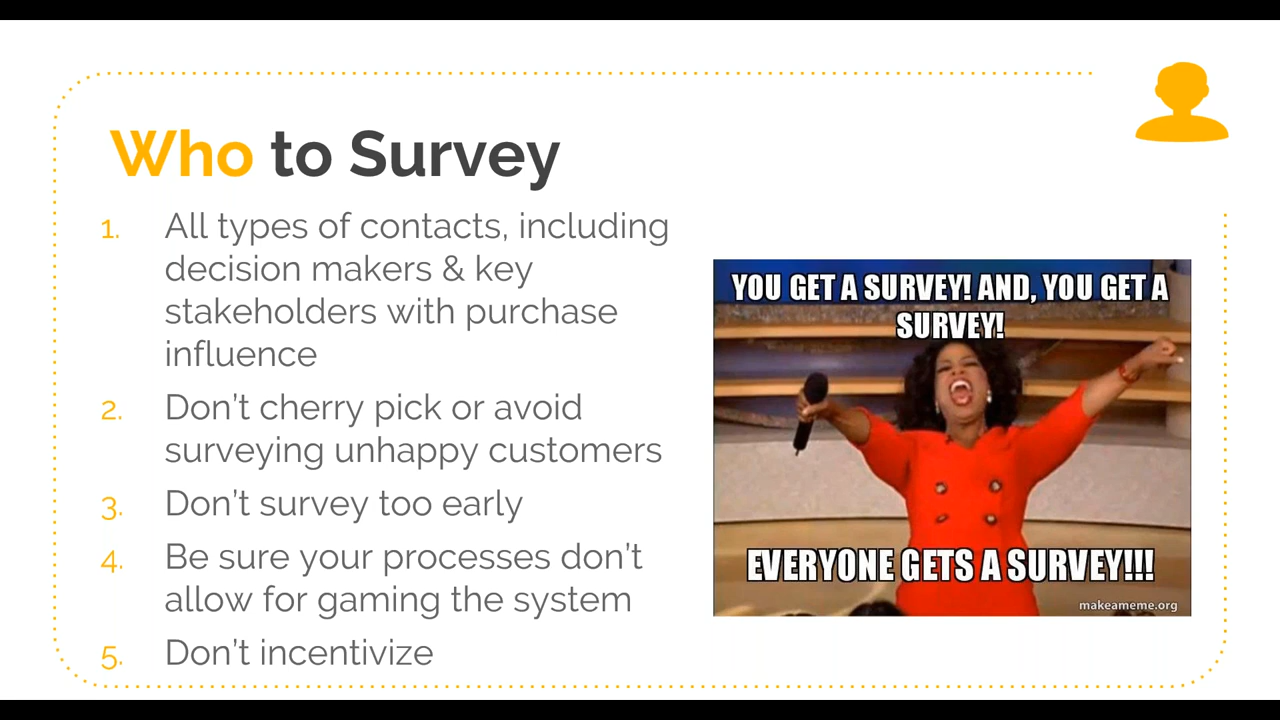 Who to Survey
1. All types of contacts, including
decision makers & key
stakeholders with purchase
influence
2. Don't cherry pick or avoid
surveying unhappy customers
3. Don't survey too early
4. Be sure your processes don't
allow for gaming the system
5. Don't incentivize
YOU GET A SURVEY! AND, YOU GET A
SURVEY!
EVERYONE GETS A SURVEY!!!
makeameme.org